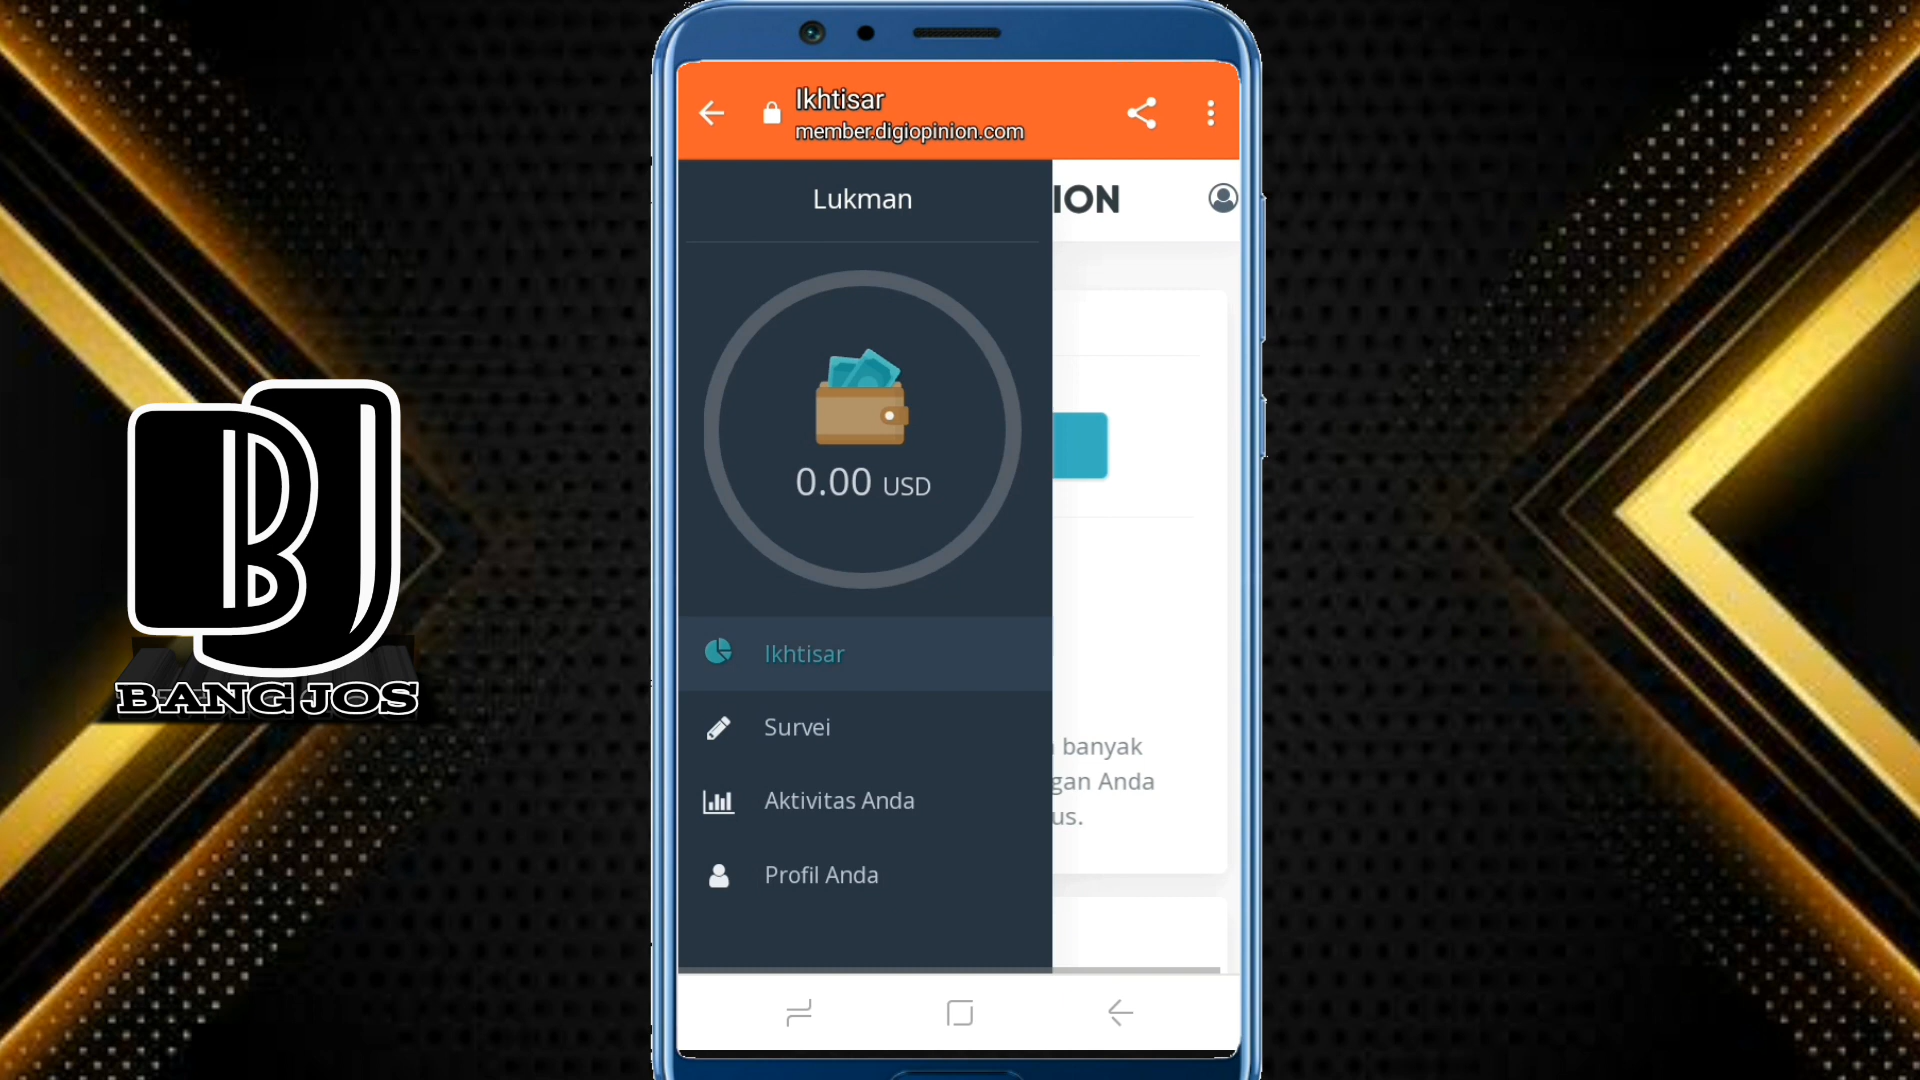 Ikhtisar
member.digiopinion.com
Lukman
ION
0.00 USD
Ikhtisar
Survei
banyak
Aktivitas Anda
gan Anda
us.
Profil Anda
BJ
BANG JOS